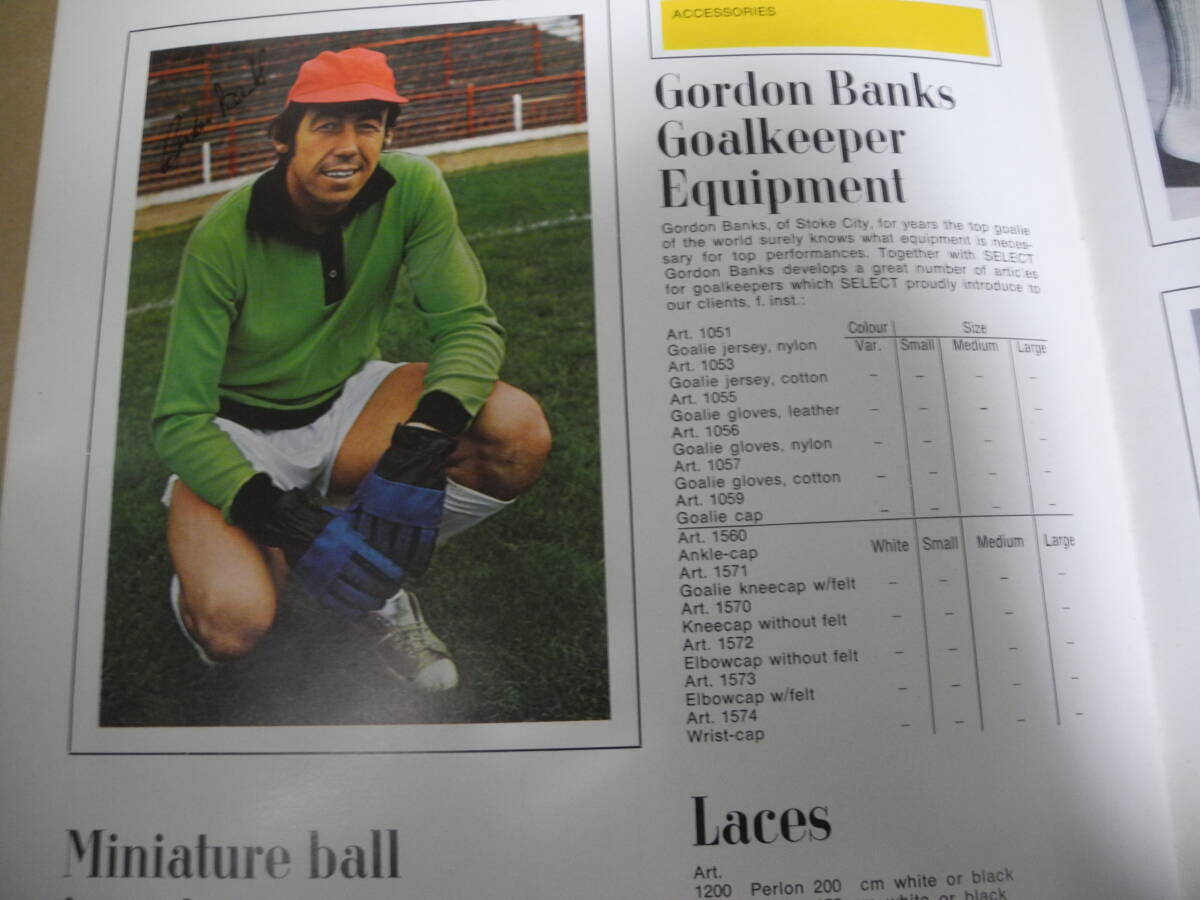 ACCESSORIES
Gordon Banks
Goalkeeper
Equipment
Gordon Banks, of Stoke City, for years the top goalie
of the world surely knows what equipment is neces-
sary for top performances. Together with SELECT
Gordon Banks develops a great number of articles
for goalkeepers which SELECT proudly introduce to
our clients, f. inst.:
Colour Size
Art. 1051
Goalie jersey, nylon Var. Small Medium Large
Art. 1053
Goalie jersey, cotton – – – –
Art. 1055
Goalie gloves, leather – – – –
Art. 1056
Goalie gloves, nylon – – – –
Art. 1057
Goalie gloves, cotton – – – –
Art. 1059
Goalie cap – – – –
Art. 1560
Ankle-cap White Small Medium Large
Art. 1571
Goalie kneecap w/felt – – – –
Art. 1570
Kneecap without felt – – – –
Art. 1572
Elbowcap without felt – – – –
Art. 1573
Elbowcap w/felt – – – –
Art. 1574
Wrist-cap – – – –
Miniature ball
Laces
Art.
1200 Perlon 200 cm white or black
cm white or black